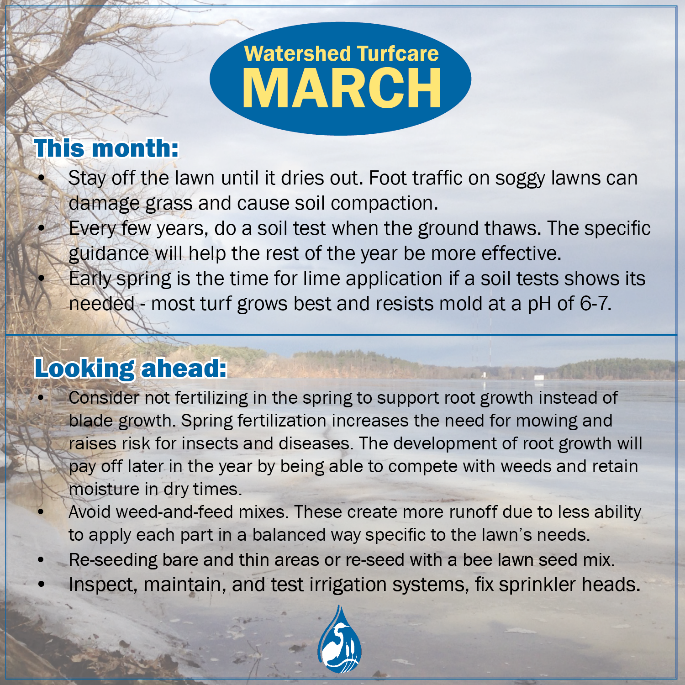 Watershed Turfcare
MARCH
This month:
• Stay off the lawn until it dries out. Foot traffic on soggy lawns can
damage grass and cause soil compaction.
• Every few years, do a soil test when the ground thaws. The specific
guidance will help the rest of the year be more effective.
• Early spring is the time for lime application if a soil tests shows its
needed - most turf grows best and resists mold at a pH of 6-7.
Looking ahead:
• Consider not fertilizing in the spring to support root growth instead of
blade growth. Spring fertilization increases the need for mowing and
raises risk for insects and diseases. The development of root growth will
pay off later in the year by being able to compete with weeds and retain
moisture in dry times.
• Avoid weed-and-feed mixes. These create more runoff due to less ability
to apply each part in a balanced way specific to the lawn's needs.
• Re-seeding bare and thin areas or re-seed with a bee lawn seed mix.
• Inspect, maintain, and test irrigation systems, fix sprinkler heads.